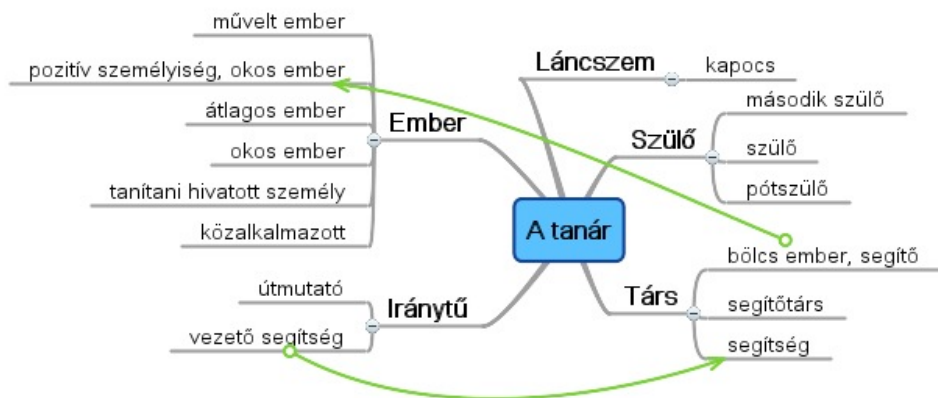 művelt ember
pozitív személyiség, okos ember
átlagos ember
okos ember
tanítani hivatott személy
közalkalmazott
Ember
útmutató
vezető segítség
Iránytű
A tanár
Láncszem
kapocs
Szülő
második szülő
szülő
pótszülő
Társ
bölcs ember, segítő
segítőtárs
segítség